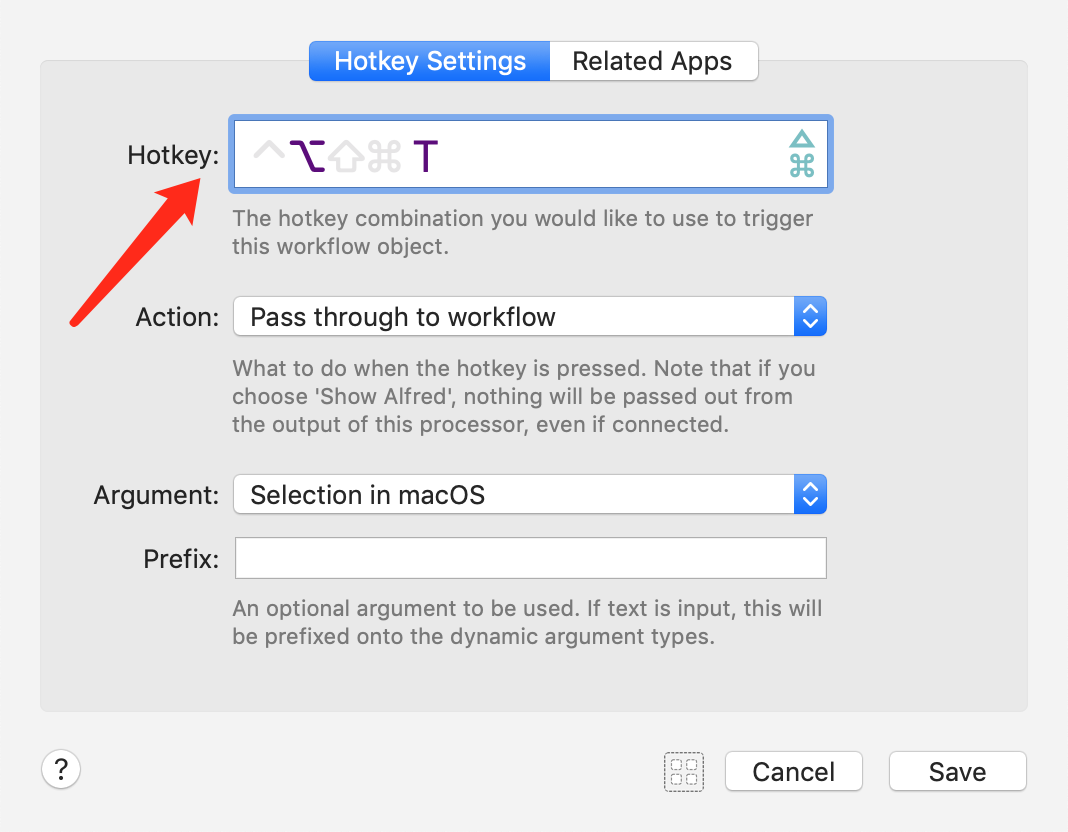 Hotkey Settings Related Apps
Hotkey: ^⌥⇧⌘ T
The hotkey combination you would like to use to trigger
this workflow object.
Action: Pass through to workflow
What to do when the hotkey is pressed. Note that if you
choose 'Show Alfred', nothing will be passed out from
the output of this processor, even if connected.
Argument: Selection in macOS
Prefix:
An optional argument to be used. If text is input, this will
be prefixed onto the dynamic argument types.
? Cancel Save